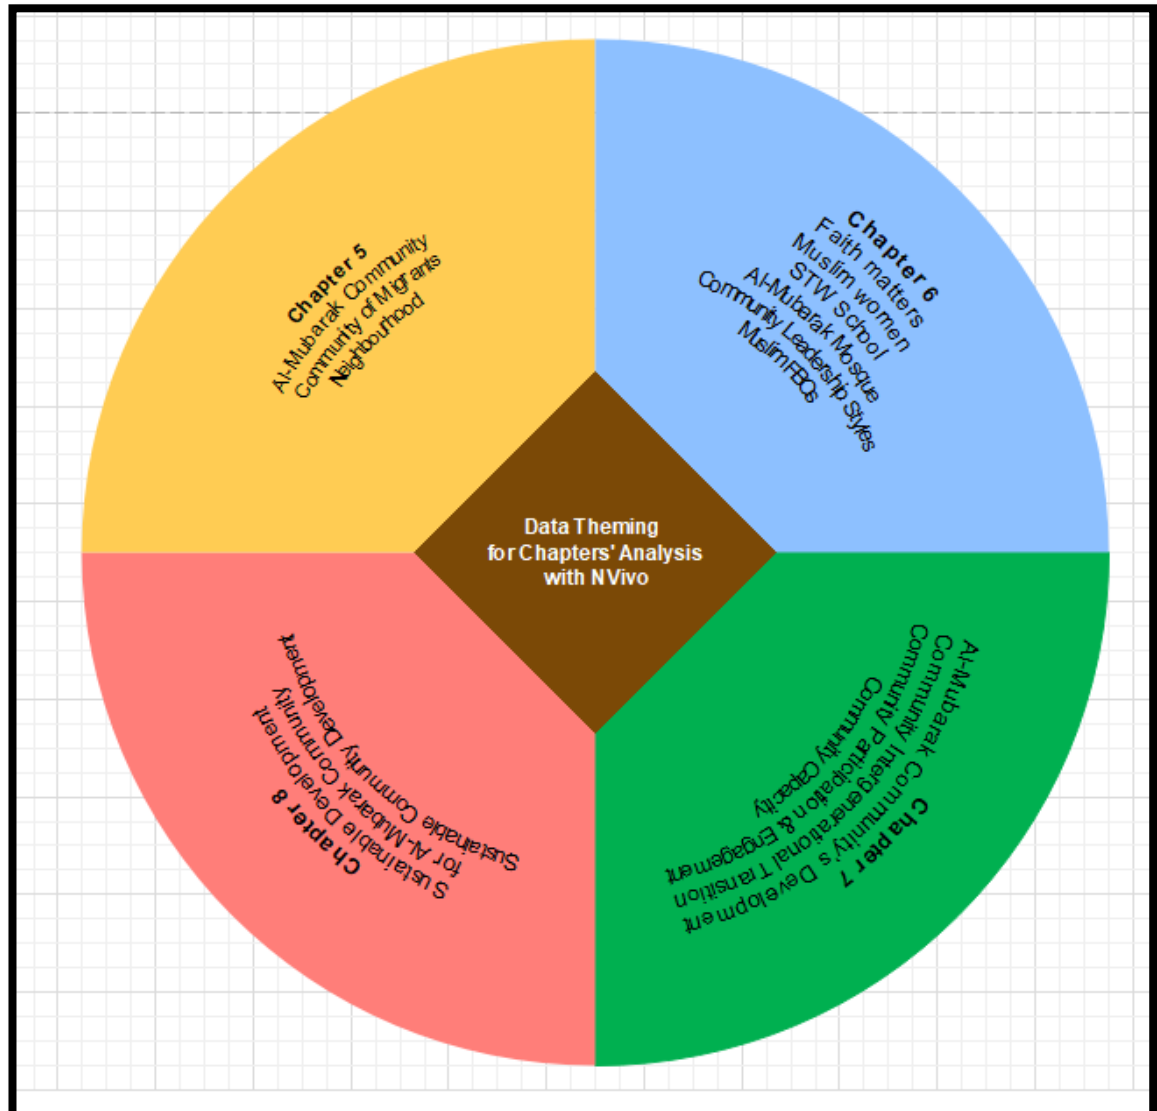 Chapter 5
Al-Mubarak Community
Community of Migrants
Neighbourhood
Chapter 6
Faith matters
Muslim women
STW School
Al-Mubarak Mosque
Community Leadership Styles
Muslim FBOs
Data Theming
for Chapters' Analysis
with NVivo
Chapter 7
Al-Mubarak Community's Development
Community Intergenerational Transition
Community Participation & Engagement
Community Capacity
Chapter 8
Sustainable Development
for Al-Mubarak Community
Sustainable Community Development